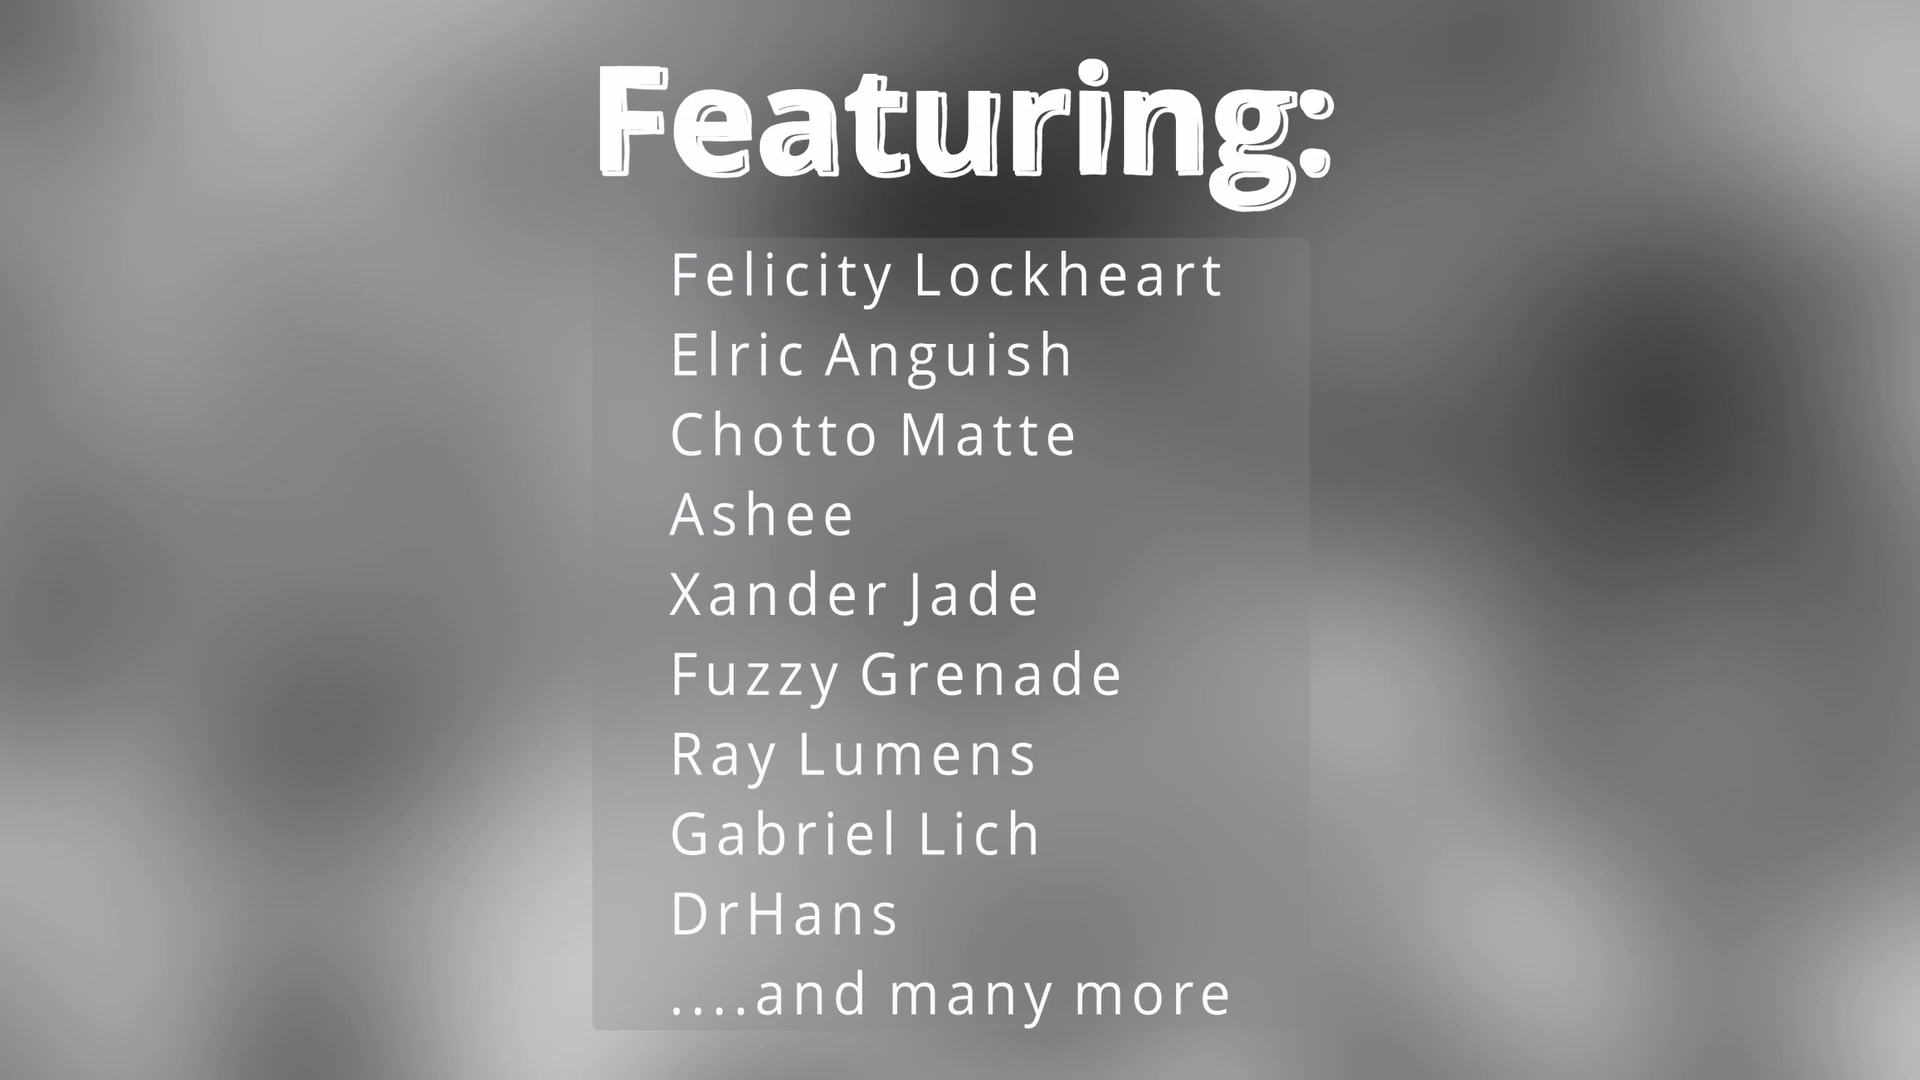 Featuring:
Felicity Lockheart
Elric Anguish
Chotto Matte
Ashee
Xander Jade
Fuzzy Grenade
Ray Lumens
Gabriel Lich
DrHans
....and many more